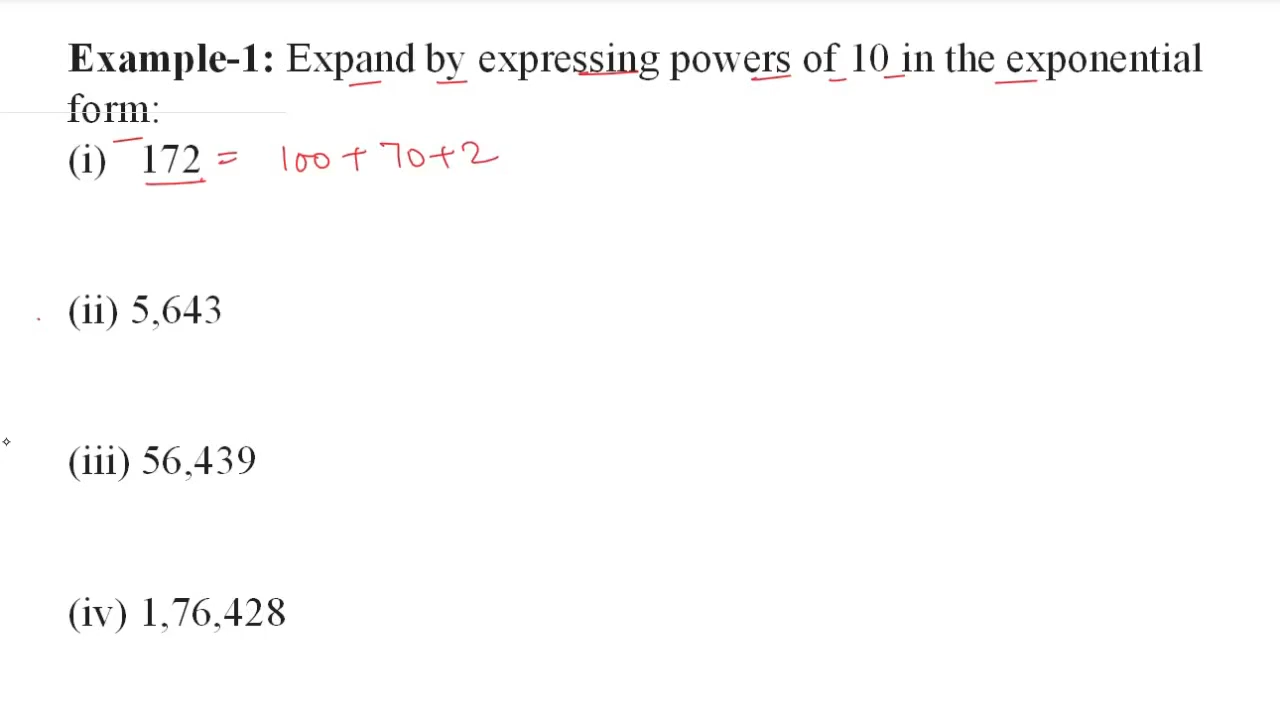 Example-1: Expand by expressing powers of 10 in the exponential
form:
(i) 172 = 100 + 70 + 2
(ii) 5,643
(iii) 56,439
(iv) 1,76,428